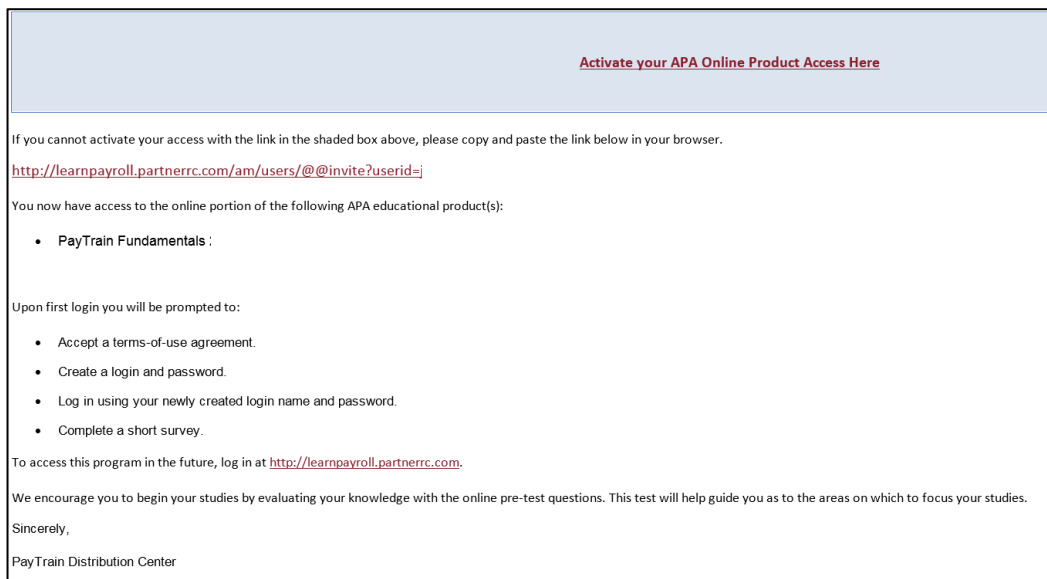 Activate your APA Online Product Access Here
If you cannot activate your access with the link in the shaded box above, please copy and paste the link below in your browser.
http://learnpayroll.partnerrc.com/am/users/@@invite?userid=j
You now have access to the online portion of the following APA educational product(s):
• PayTrain Fundamentals
Upon first login you will be prompted to:
• Accept a terms-of-use agreement.
• Create a login and password.
• Log in using your newly created login name and password.
• Complete a short survey.
To access this program in the future, log in at http://learnpayroll.partnerrc.com.
We encourage you to begin your studies by evaluating your knowledge with the online pre-test questions. This test will help guide you as to the areas on which to focus your studies.
Sincerely,
PayTrain Distribution Center